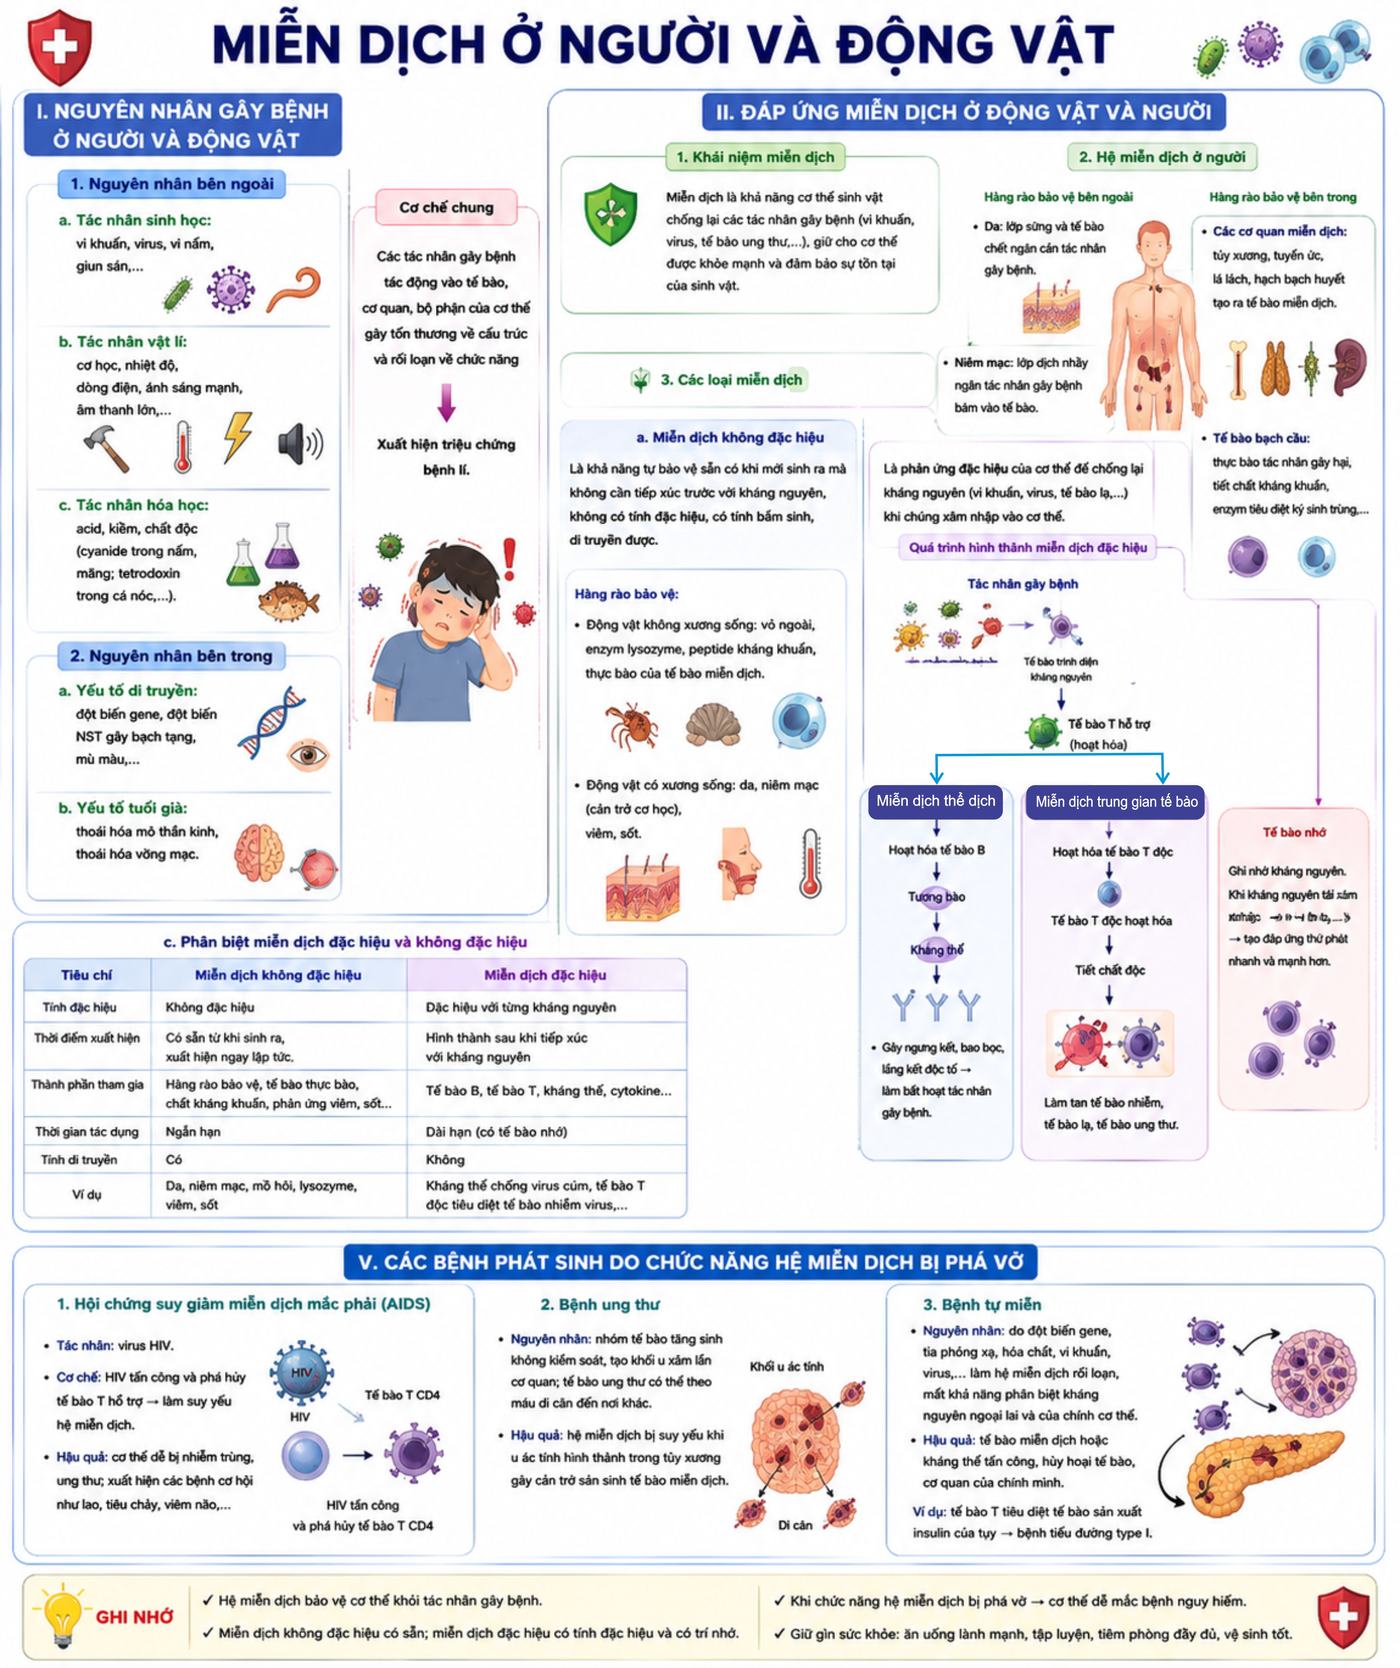 MIỄN DỊCH Ở NGƯỜI VÀ ĐỘNG VẬT
I. NGUYÊN NHÂN GÂY BỆNH
Ở NGƯỜI VÀ ĐỘNG VẬT
1. Nguyên nhân bên ngoài
a. Tác nhân sinh học:
vi khuẩn, virus, vi nấm,
giun sán,...
b. Tác nhân vật lí:
cơ học, nhiệt độ,
dòng điện, ánh sáng mạnh,
âm thanh lớn,...
c. Tác nhân hóa học:
acid, kiềm, chất độc
(cyanide trong nấm,
măng; tetrodoxin
trong cá nóc,...).
2. Nguyên nhân bên trong
a. Yếu tố di truyền:
đột biến gene, đột biến
NST gây bạch tạng,
mù màu,...
b. Yếu tố tuổi già:
thoái hóa mô thần kinh,
thoái hóa võng mạc.
Cơ chế chung
Các tác nhân gây bệnh
tác động vào tế bào,
cơ quan, bộ phận của cơ thể
gây tổn thương về cấu trúc
và rối loạn về chức năng
Xuất hiện triệu chứng
bệnh lí.
II. ĐÁP ỨNG MIỄN DỊCH Ở ĐỘNG VẬT VÀ NGƯỜI
1. Khái niệm miễn dịch
Miễn dịch là khả năng cơ thể sinh vật
chống lại các tác nhân gây bệnh (vi khuẩn,
virus, tế bào ung thư,...), giữ cho cơ thể
được khỏe mạnh và đảm bảo sự tồn tại
của sinh vật.
2. Hệ miễn dịch ở người
Hàng rào bảo vệ bên ngoài
• Da: lớp sừng và tế bào
chết ngăn cản tác nhân
gây bệnh.
• Niêm mạc: lớp dịch nhầy
ngăn tác nhân gây bệnh
bám vào tế bào.
Hàng rào bảo vệ bên trong
• Các cơ quan miễn dịch:
tủy xương, tuyến ức,
lá lách, hạch bạch huyết
tạo ra tế bào miễn dịch.
• Tế bào bạch cầu:
thực bào tác nhân gây hại,
tiết chất kháng khuẩn,
enzym tiêu diệt ký sinh trùng,...
3. Các loại miễn dịch
a. Miễn dịch không đặc hiệu
Là khả năng tự bảo vệ sẵn có khi mới sinh ra mà
không cần tiếp xúc trước với kháng nguyên,
không có tính đặc hiệu, có tính bẩm sinh,
di truyền được.
Hàng rào bảo vệ:
• Động vật không xương sống: vỏ ngoài,
enzym lysozyme, peptide kháng khuẩn,
thực bào của tế bào miễn dịch.
• Động vật có xương sống: da, niêm mạc
(cản trở cơ học),
viêm, sốt.
Là phản ứng đặc hiệu của cơ thể để chống lại
kháng nguyên (vi khuẩn, virus, tế bào lạ,...)
khi chúng xâm nhập vào cơ thể.
Quá trình hình thành miễn dịch đặc hiệu
Tác nhân gây bệnh
Tế bào trình diện
kháng nguyên
Tế bào T hỗ trợ
(hoạt hóa)
Miễn dịch thể dịch
Hoạt hóa tế bào B
Tương bào
Kháng thể
• Gây ngưng kết, bao bọc,
lắng kết độc tố →
làm bất hoạt tác nhân
gây bệnh.
Miễn dịch trung gian tế bào
Hoạt hóa tế bào T độc
Tế bào T độc hoạt hóa
Tiết chất độc
Làm tan tế bào nhiễm,
tế bào lạ, tế bào ung thư.
Tế bào nhớ
Ghi nhớ kháng nguyên.
Khi kháng nguyên tái xâm
→ tạo đáp ứng thứ phát
nhanh và mạnh hơn.
c. Phân biệt miễn dịch đặc hiệu và không đặc hiệu
Tiêu chí Miễn dịch không đặc hiệu Miễn dịch đặc hiệu
Tính đặc hiệu Không đặc hiệu Đặc hiệu với từng kháng nguyên
Thời điểm xuất hiện Có sẵn từ khi sinh ra, Hình thành sau khi tiếp xúc
xuất hiện ngay lập tức. với kháng nguyên
Thành phần tham gia Hàng rào bảo vệ, tế bào thực bào, Tế bào B, tế bào T, kháng thể, cytokine...
chất kháng khuẩn, phản ứng viêm, sốt...
Thời gian tác dụng Ngắn hạn Dài hạn (có tế bào nhớ)
Tính di truyền Có Không
Ví dụ Da, niêm mạc, mồ hôi, lysozyme, Kháng thể chống virus cúm, tế bào T
viêm, sốt độc tiêu diệt tế bào nhiễm virus,...
V. CÁC BỆNH PHÁT SINH DO CHỨC NĂNG HỆ MIỄN DỊCH BỊ PHÁ VỠ
1. Hội chứng suy giảm miễn dịch mắc phải (AIDS)
• Tác nhân: virus HIV.
• Cơ chế: HIV tấn công và phá hủy
tế bào T hỗ trợ → làm suy yếu
hệ miễn dịch.
• Hậu quả: cơ thể dễ bị nhiễm trùng,
ung thư; xuất hiện các bệnh cơ hội
như lao, tiêu chảy, viêm não,...
HIV
HIV
Tế bào T CD4
HIV tấn công
và phá hủy tế bào T CD4
2. Bệnh ung thư
• Nguyên nhân: nhóm tế bào tăng sinh
không kiểm soát, tạo khối u xâm lấn
cơ quan; tế bào ung thư có thể theo
máu di căn đến nơi khác.
• Hậu quả: hệ miễn dịch bị suy yếu khi
u ác tính hình thành trong tủy xương
gây cản trở sản sinh tế bào miễn dịch.
Khối u ác tính
Di căn
3. Bệnh tự miễn
• Nguyên nhân: do đột biến gene,
tia phóng xạ, hóa chất, vi khuẩn,
virus,... làm hệ miễn dịch rối loạn,
mất khả năng phân biệt kháng
nguyên ngoại lai và của chính cơ thể.
• Hậu quả: tế bào miễn dịch hoặc
kháng thể tấn công, hủy hoại tế bào,
cơ quan của chính mình.
Ví dụ: tế bào T tiêu diệt tế bào sản xuất
insulin của tụy → bệnh tiểu đường type I.
GHI NHỚ
✓ Hệ miễn dịch bảo vệ cơ thể khỏi tác nhân gây bệnh.
✓ Miễn dịch không đặc hiệu có sẵn; miễn dịch đặc hiệu có tính đặc hiệu và có trí nhớ.
✓ Khi chức năng hệ miễn dịch bị phá vỡ → cơ thể dễ mắc bệnh nguy hiểm.
✓ Giữ gìn sức khỏe: ăn uống lành mạnh, tập luyện, tiêm phòng đầy đủ, vệ sinh tốt.